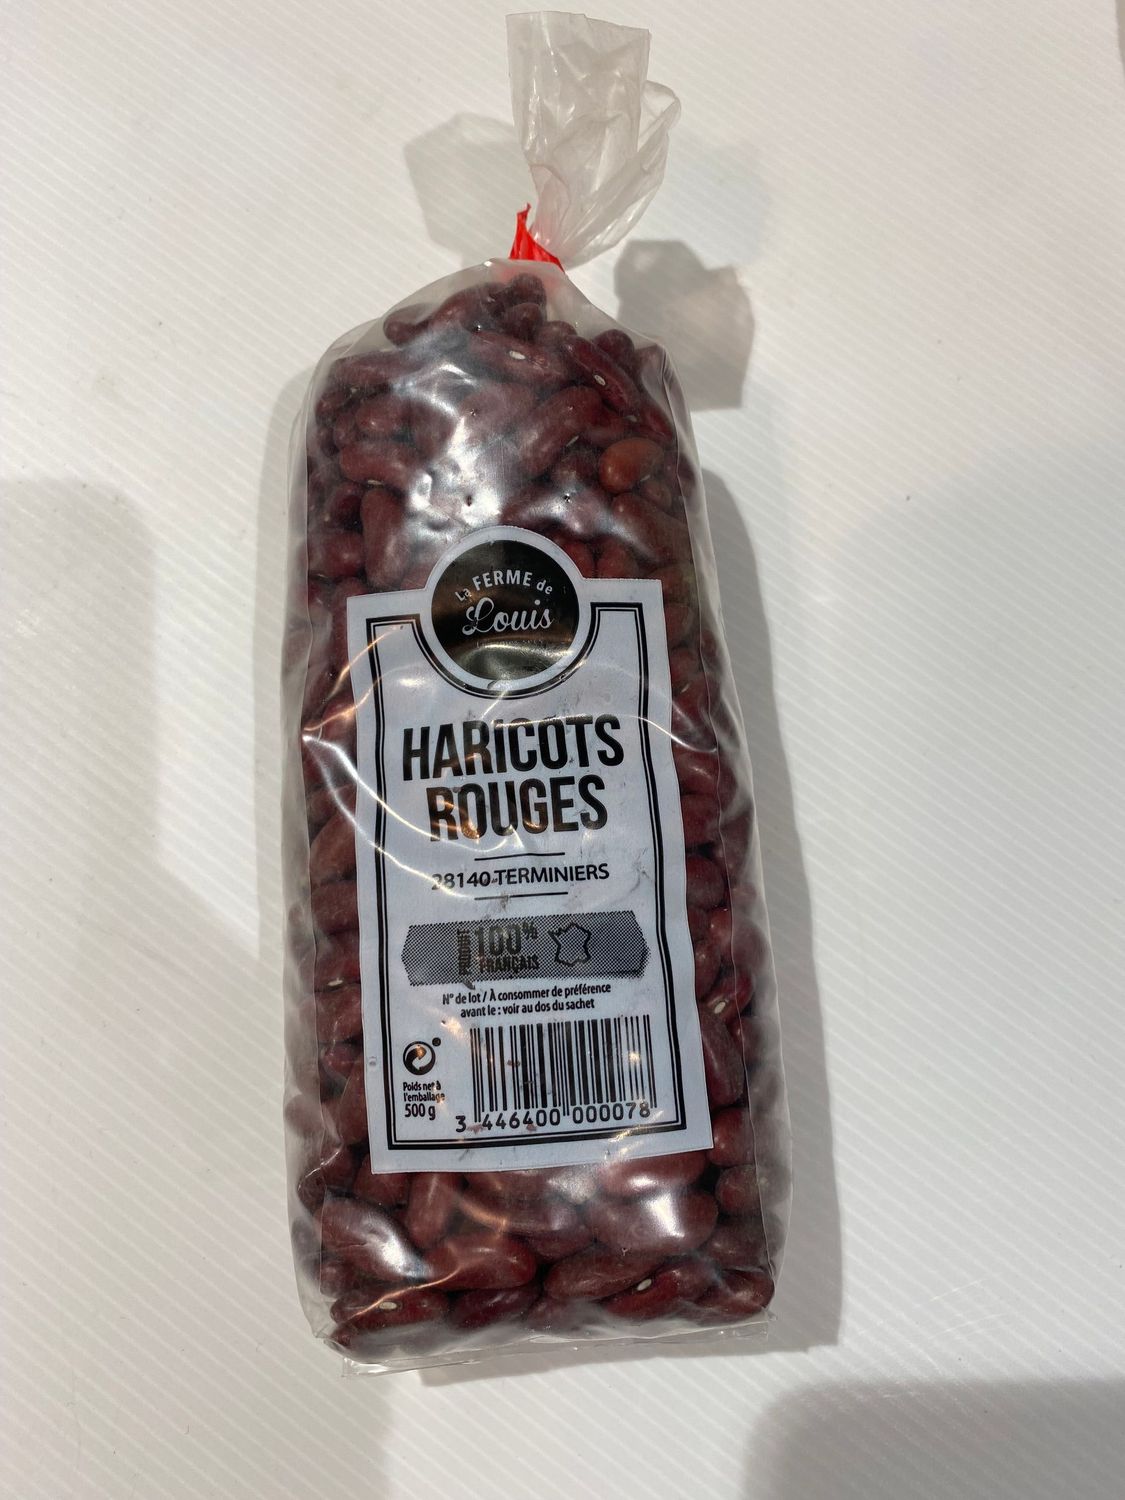 La FERME de
Louis
HARICOTS
ROUGES
28140 TERMINIERS
PRODUIT
100%
FRANÇAIS
N° de lot / À consommer de préférence
avant le : voir au dos du sachet
Poids net à
l'emballage
500 g
3 446400 000078